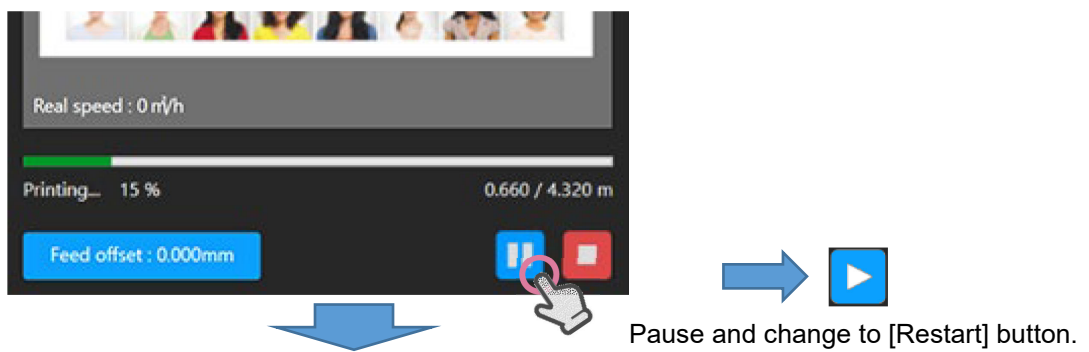 Real speed : 0 ㎡/h
Printing... 15 %
0.660 / 4.320 m
Feed offset : 0.000mm
Pause and change to [Restart] button.